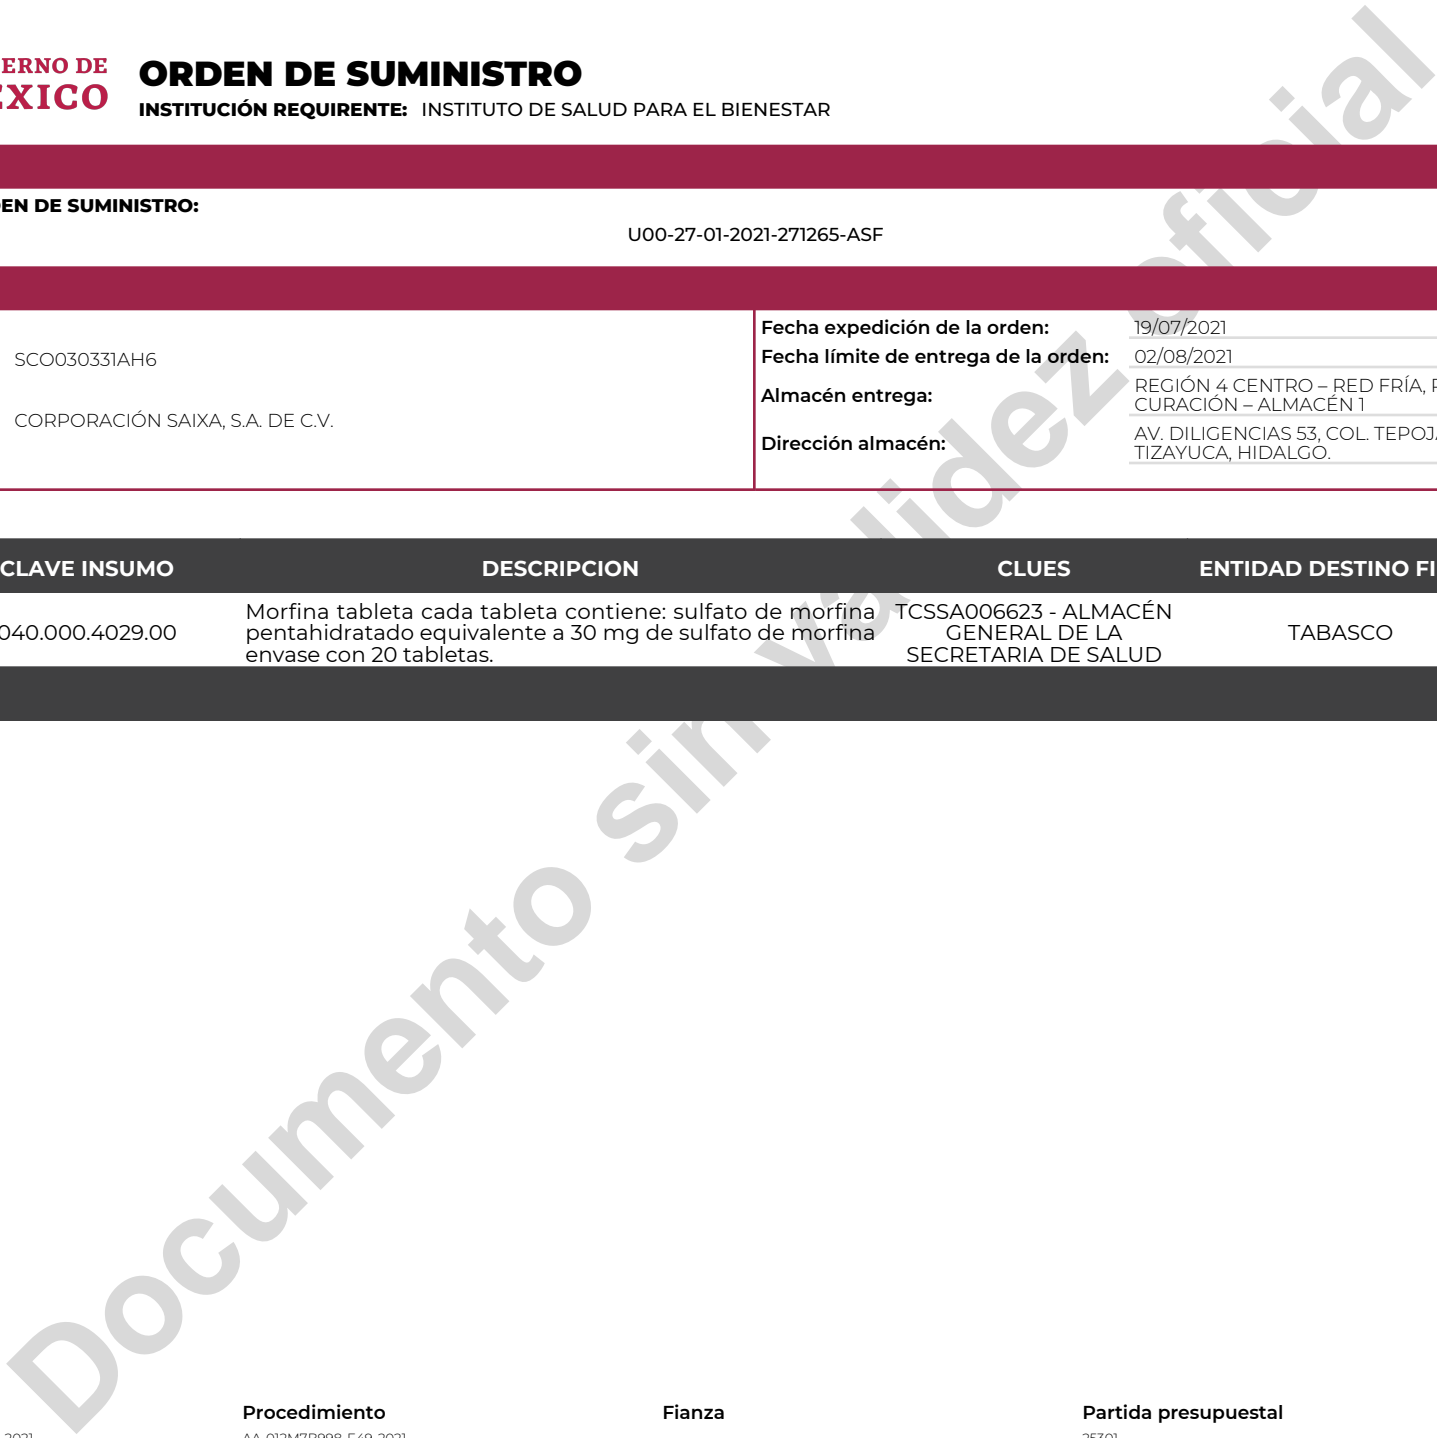 ERNO DE
XICO
ORDEN DE SUMINISTRO
INSTITUCIÓN REQUIRENTE: INSTITUTO DE SALUD PARA EL BIENESTAR
EN DE SUMINISTRO:
U00-27-01-2021-271265-ASF
SCO030331AH6
CORPORACIÓN SAIXA, S.A. DE C.V.
Fecha expedición de la orden: 19/07/2021
Fecha límite de entrega de la orden: 02/08/2021
Almacén entrega: REGIÓN 4 CENTRO – RED FRÍA,
CURACIÓN – ALMACÉN 1
Dirección almacén: AV. DILIGENCIAS 53, COL. TEPOJA
TIZAYUCA, HIDALGO.
CLAVE INSUMO DESCRIPCION CLUES ENTIDAD DESTINO FI
040.000.4029.00
Morfina tableta cada tableta contiene: sulfato de morfina
pentahidratado equivalente a 30 mg de sulfato de morfina
envase con 20 tabletas.
TCSSA006623 - ALMACÉN
GENERAL DE LA
SECRETARIA DE SALUD
TABASCO
Documento sin validez oficial
Procedimiento Fianza Partida presupuestal